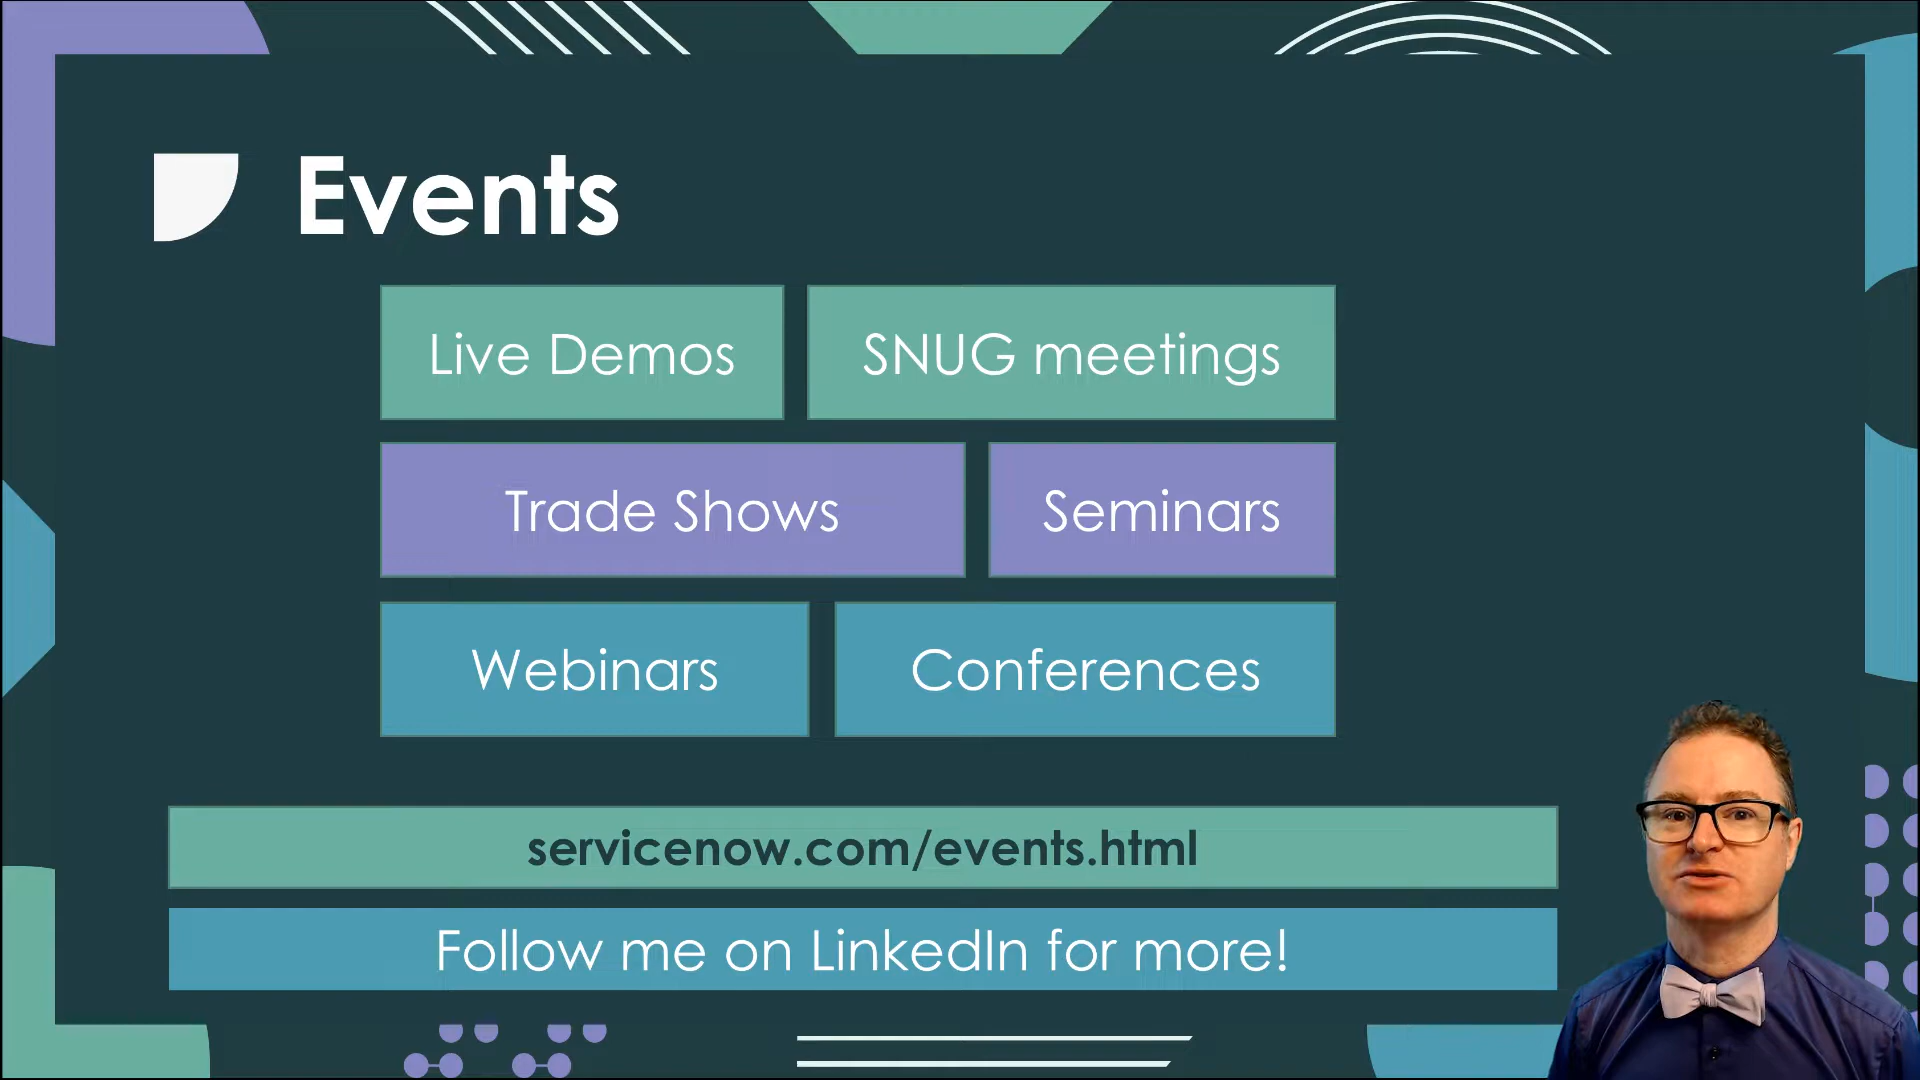 Events
Live Demos
SNUG meetings
Trade Shows
Seminars
Webinars
Conferences
servicenow.com/events.html
Follow me on LinkedIn for more!